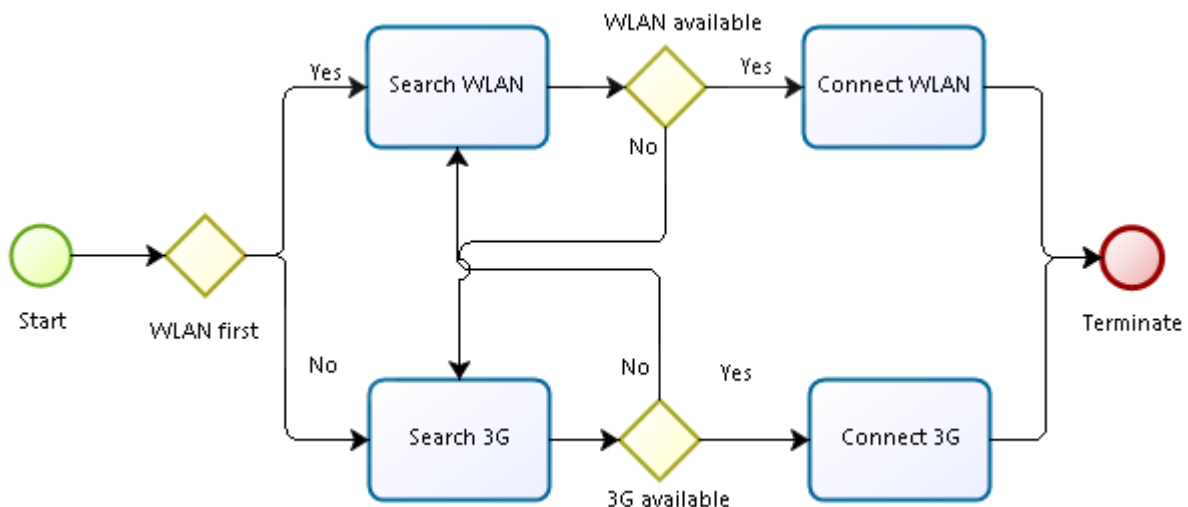 WLAN available
Yes
Search WLAN
Yes
Connect WLAN
No
Start
WLAN first
Terminate
No
No
Yes
Search 3G
Connect 3G
3G available